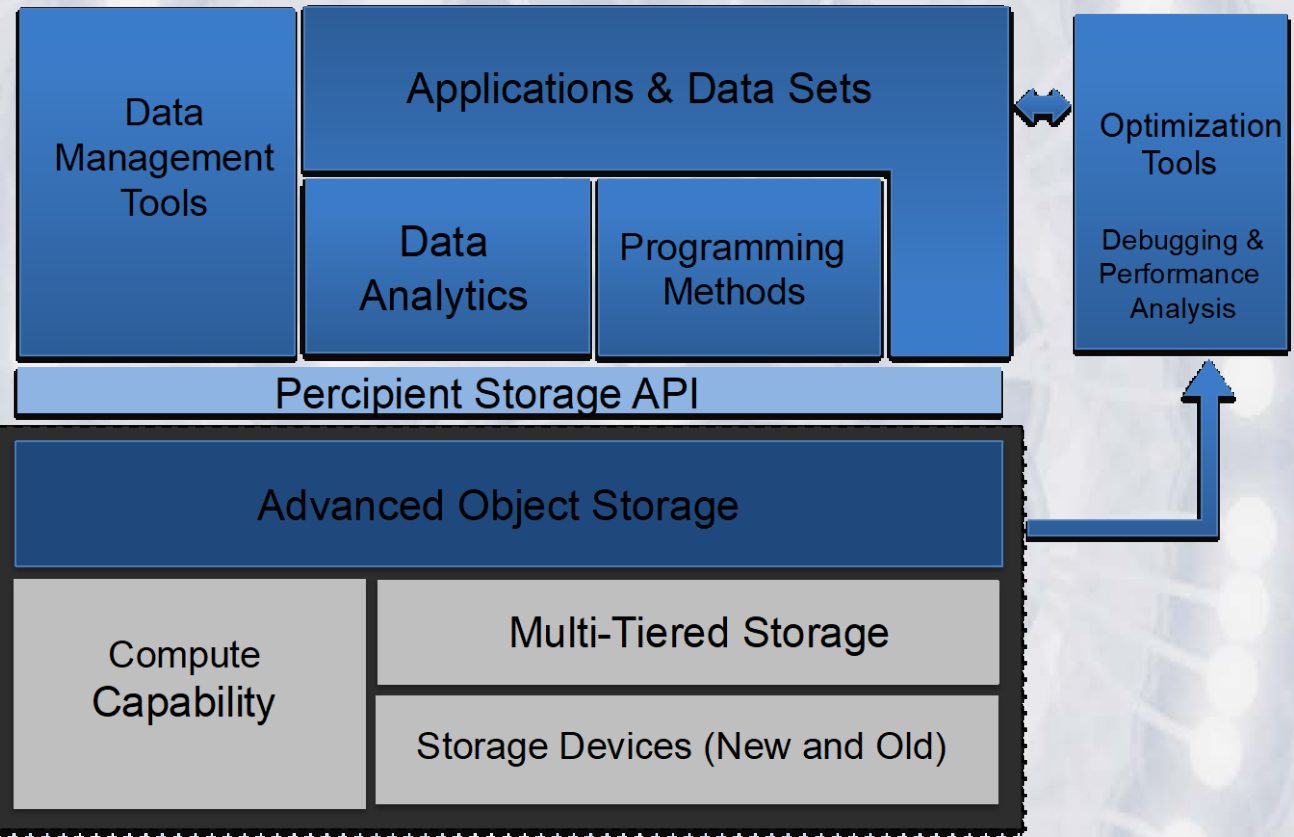 Data
Management
Tools
Applications & Data Sets
Data
Analytics
Programming
Methods
Optimization
Tools
Debugging &
Performance
Analysis
Percipient Storage API
Advanced Object Storage
Compute
Capability
Multi-Tiered Storage
Storage Devices (New and Old)